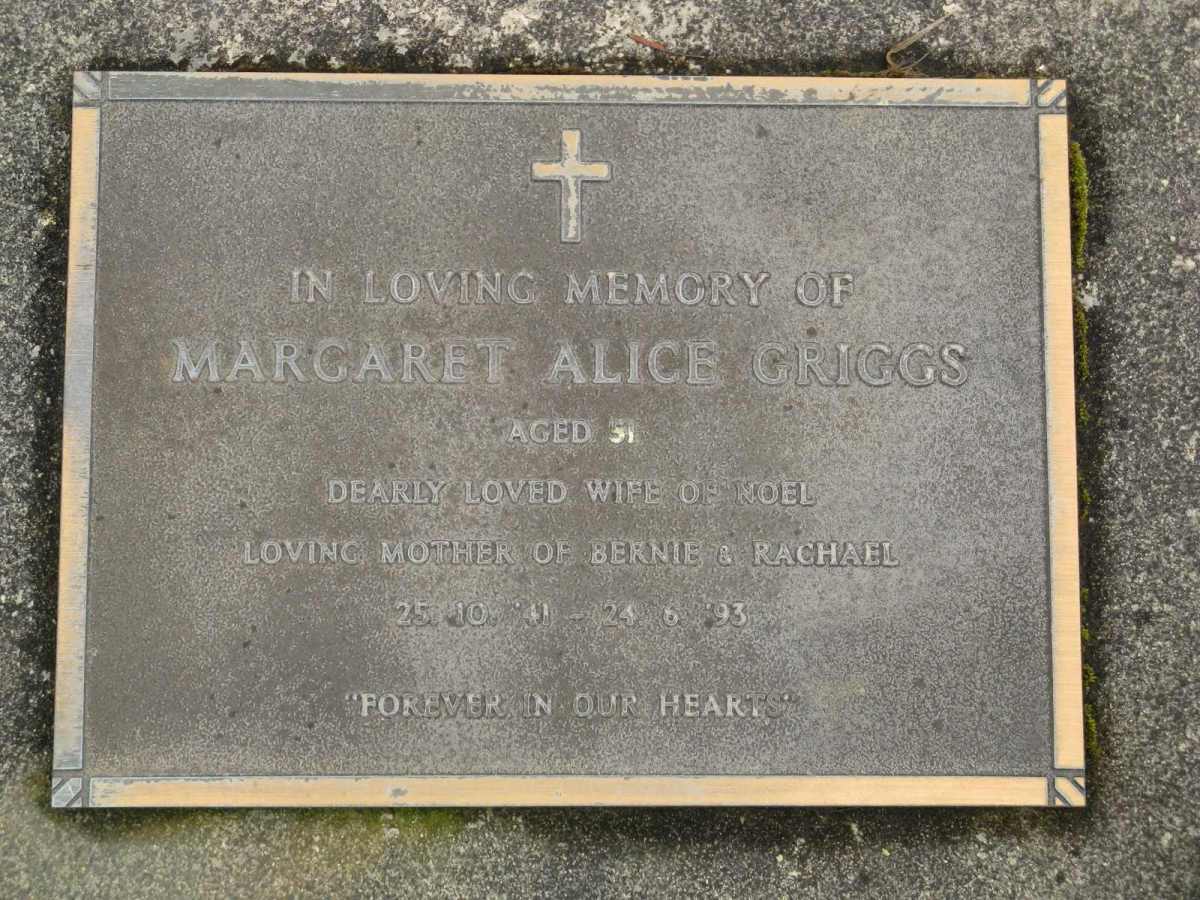 IN LOVING MEMORY OF
MARGARET ALICE GRIGGS
AGED 51
DEARLY LOVED WIFE OF NOEL
LOVING MOTHER OF BERNIE & RACHAEL
25. 10. '41 - 24. 6. '93
"FOREVER IN OUR HEARTS"